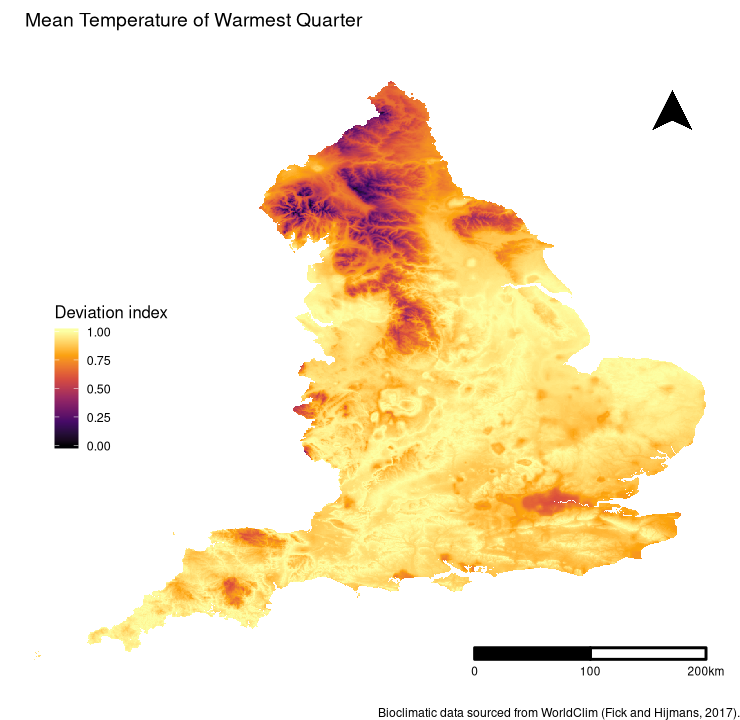 Mean Temperature of Warmest Quarter
Deviation index
1.00
0.75
0.50
0.25
0.00
0 100 200km
Bioclimatic data sourced from WorldClim (Fick and Hijmans, 2017).